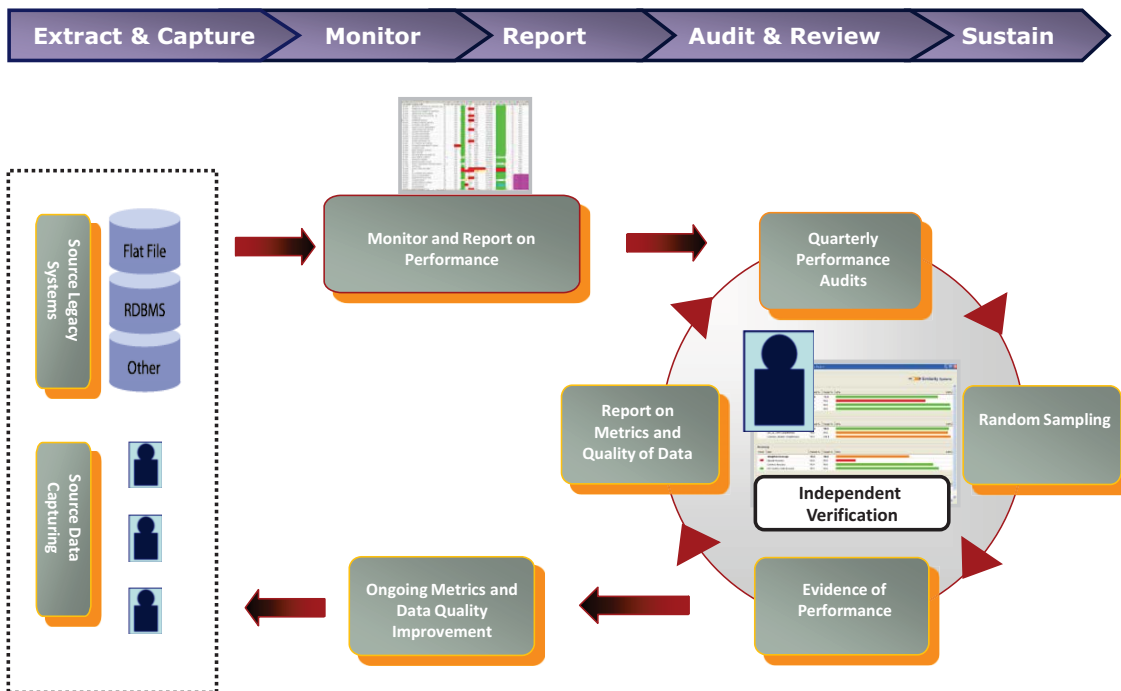 Extract & Capture
Monitor
Report
Audit & Review
Sustain
Source Legacy
Systems
Flat File
RDBMS
Other
Source Data
Capturing
Monitor and Report on
Performance
Quarterly
Performance
Audits
Similarity Systems
Report on
Metrics and
Quality of Data
Random Sampling
Independent
Verification
Evidence of
Performance
Ongoing Metrics and
Data Quality
Improvement